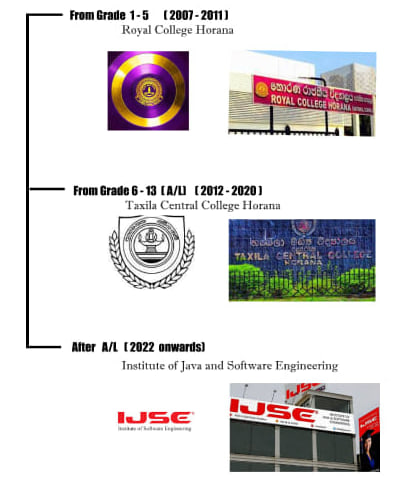 From Grade 1 - 5 ( 2007 - 2011 )
Royal College Horana
හොරණ රාජකීය විද්‍යාලය
ROYAL COLLEGE HORANA
From Grade 6 - 13 ( A/L) ( 2012 - 2020 )
Taxila Central College Horana
තක්ෂිලා මධ්‍ය විද්‍යාලය
TAXILA CENTRAL COLLEGE
HORANA
After A/L ( 2022 onwards)
Institute of Java and Software Engineering
IJSE
Institute of Software Engineering
IJSE
IJSE